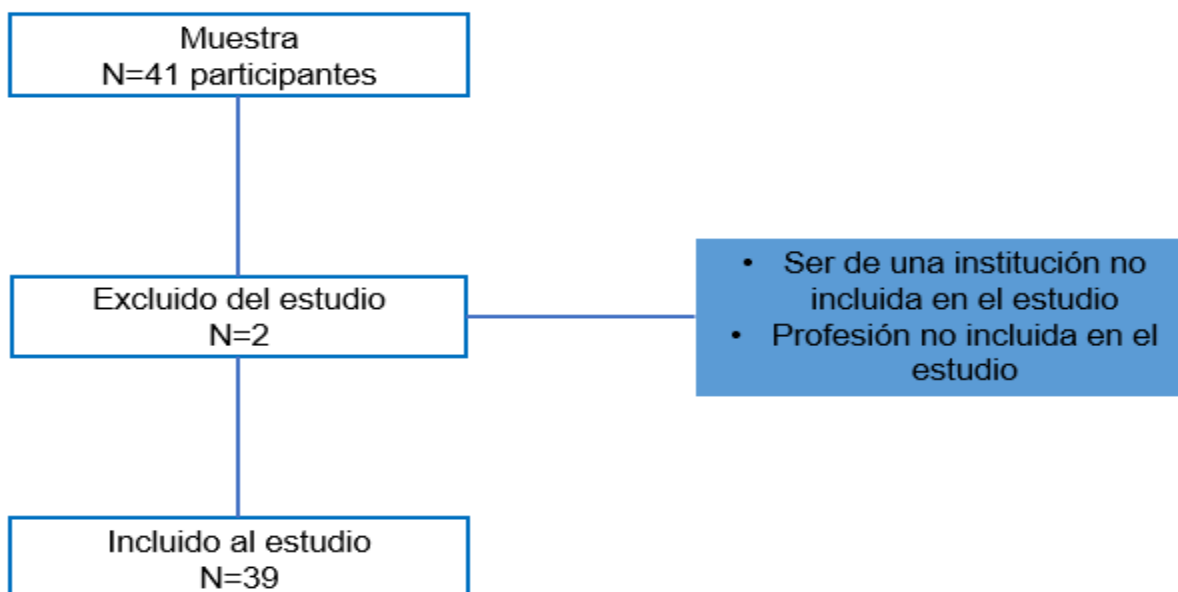 Muestra
N=41 participantes
Excluido del estudio
N=2
• Ser de una institución no
incluida en el estudio
• Profesión no incluida en el
estudio
Incluido al estudio
N=39